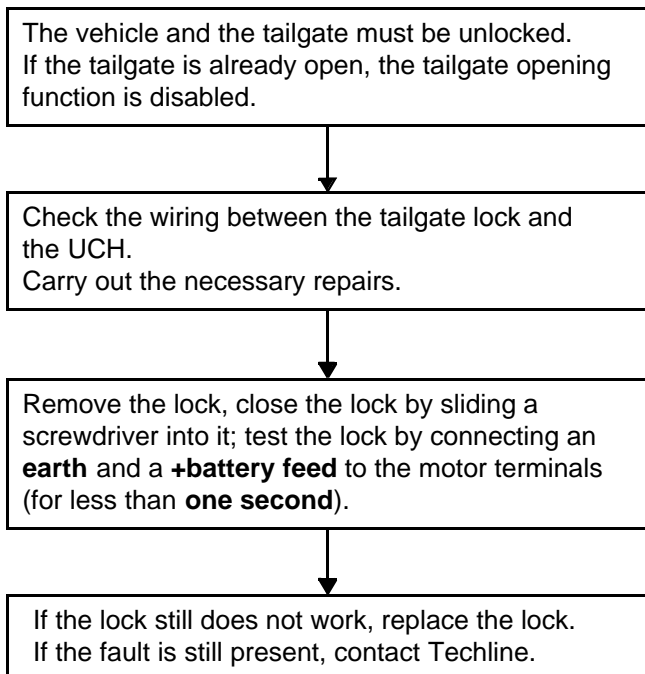 The vehicle and the tailgate must be unlocked.
If the tailgate is already open, the tailgate opening
function is disabled.
Check the wiring between the tailgate lock and
the UCH.
Carry out the necessary repairs.
Remove the lock, close the lock by sliding a
screwdriver into it; test the lock by connecting an
earth and a +battery feed to the motor terminals
(for less than one second).
If the lock still does not work, replace the lock.
If the fault is still present, contact Techline.